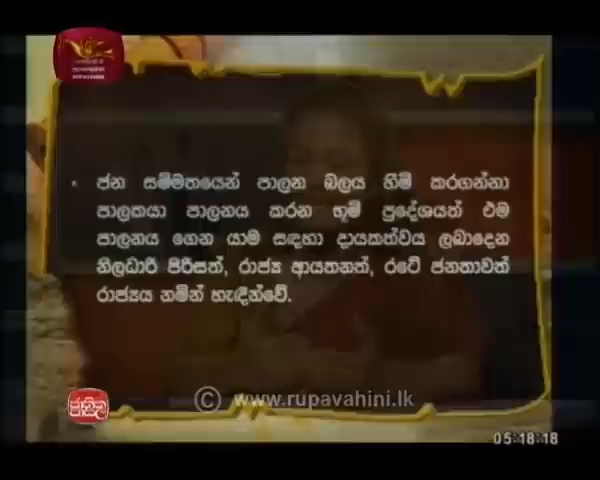 • ජන සම්මතයෙන් පාලන බලය හිමි කරගන්නා
පාලකයා පාලනය කරන භූමි ප්‍රදේශයත් එම
පාලනය ගෙන යාම සඳහා දායකත්වය ලබාදෙන
නිලධාරි පිරිසත්, රාජ්‍ය ආයතනත්, රටේ ජනතාවත්
රාජ්‍යය නමින් හැඳින්වේ.
© www.rupavahini.lk
05:18:18